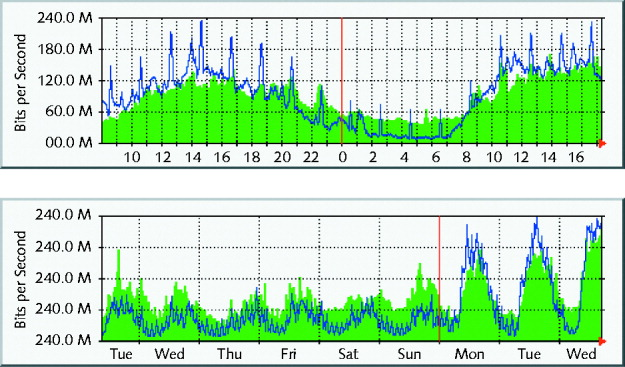 240.0 M
180.0 M
120.0 M
60.0 M
00.0 M
Bits per Second
10 12 14 16 18 20 22 0 2 4 6 8 10 12 14 16
240.0 M
240.0 M
240.0 M
240.0 M
240.0 M
Bits per Second
Tue Wed Thu Fri Sat Sun Mon Tue Wed